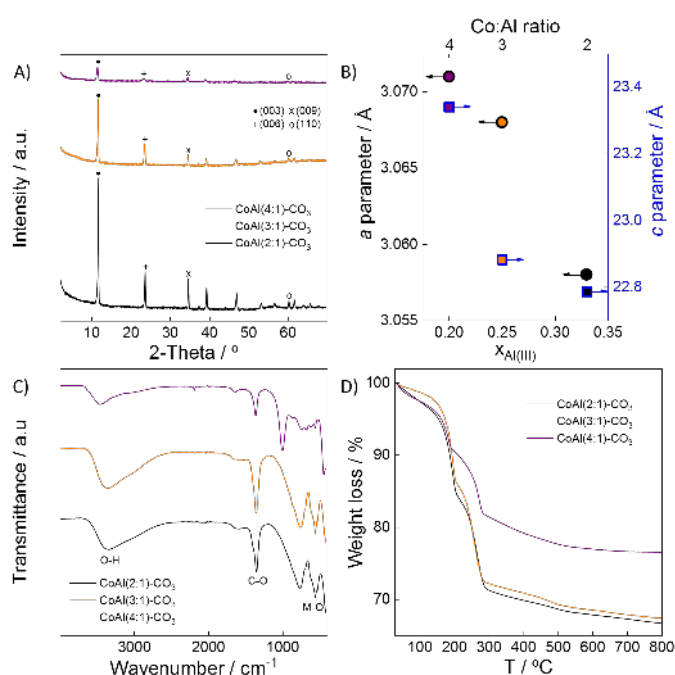 A)
Intensity / a.u.
• + x o
• + x o
• (003) x (009)
+ (006) o (110)
CoAl(4:1)-CO₃
CoAl(3:1)-CO₃
CoAl(2:1)-CO₃
• + x o
10 20 30 40 50 60
2-Theta / °
B)
Co:Al ratio
4 3 2
a parameter / Å
3.070
3.065
3.060
3.055
c parameter / Å
23.4
23.2
23.0
22.8
0.20 0.25 0.30 0.35
xAl(III)
C)
Transmittance / a.u
O-H
C-O
M O
CoAl(2:1)-CO₃
CoAl(3:1)-CO₃
CoAl(4:1)-CO₃
3000 2000 1000
Wavenumber / cm⁻¹
D)
Weight loss / %
100
90
80
70
CoAl(2:1)-CO₃
CoAl(3:1)-CO₃
CoAl(4:1)-CO₃
100 200 300 400 500 600 700 800
T / ºC